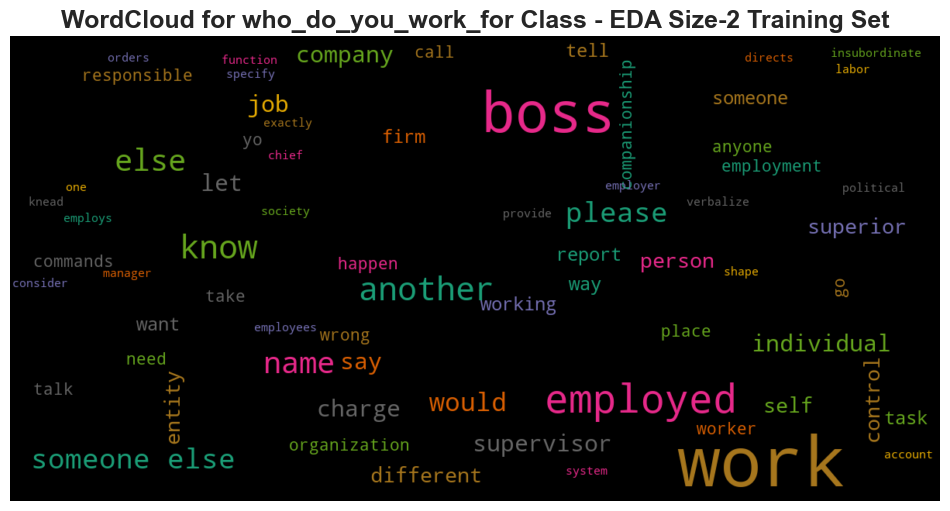 WordCloud for who_do_you_work_for Class - EDA Size-2 Training Set
orders
function
company
call
tell
directs
insubordinate
responsible
specify
labor
job
boss
companionship
someone
exactly
yo
firm
anyone
else
chief
employment
let
one
employer
political
knead
employs
society
provide
please
verbalize
superior
know
commands
manager
happen
report
person
shape
consider
take
another
working
way
go
want
employees
wrong
place
individual
need
name
say
talk
entity
charge
would
employed
self
control
task
organization
supervisor
worker
someone else
different
system
work
account